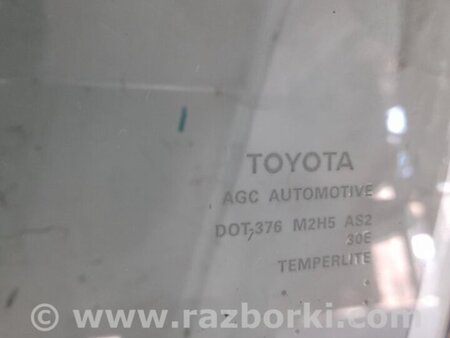 TOYOTA
AGC AUTOMOTIVE
DOT-376 M2H5 AS2
30E
TEMPERLITE
© www.razborki.com